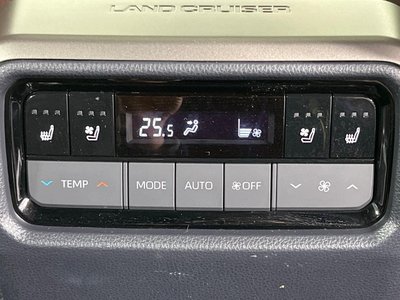 LAND CRUISER
25.5
TEMP MODE AUTO OFF